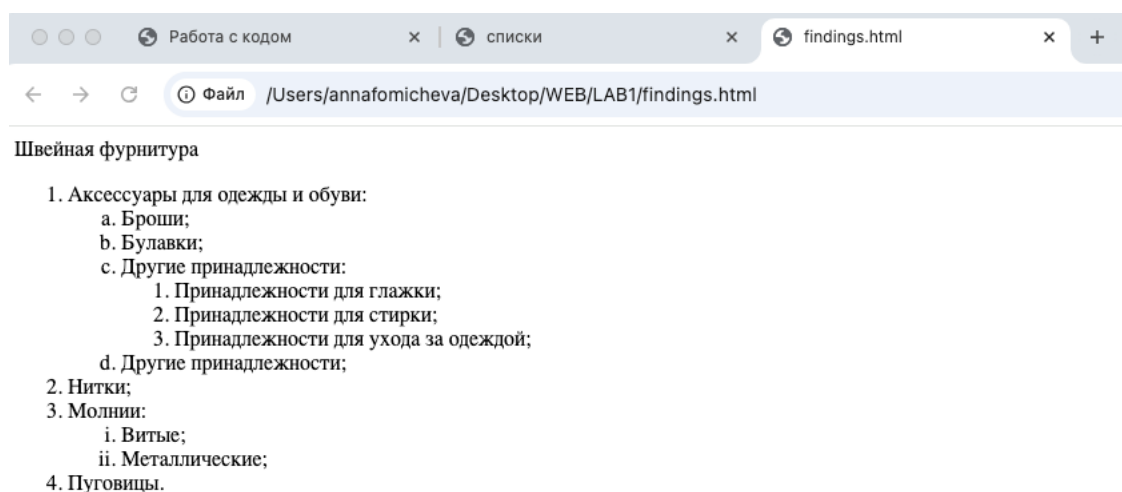 Работа с кодом
списки
findings.html
Файл /Users/annafomicheva/Desktop/WEB/LAB1/findings.html
Швейная фурнитура
1. Аксессуары для одежды и обуви:
a. Броши;
b. Булавки;
c. Другие принадлежности:
1. Принадлежности для глажки;
2. Принадлежности для стирки;
3. Принадлежности для ухода за одеждой;
d. Другие принадлежности;
2. Нитки;
3. Молнии:
i. Витые;
ii. Металлические;
4. Пуговицы.